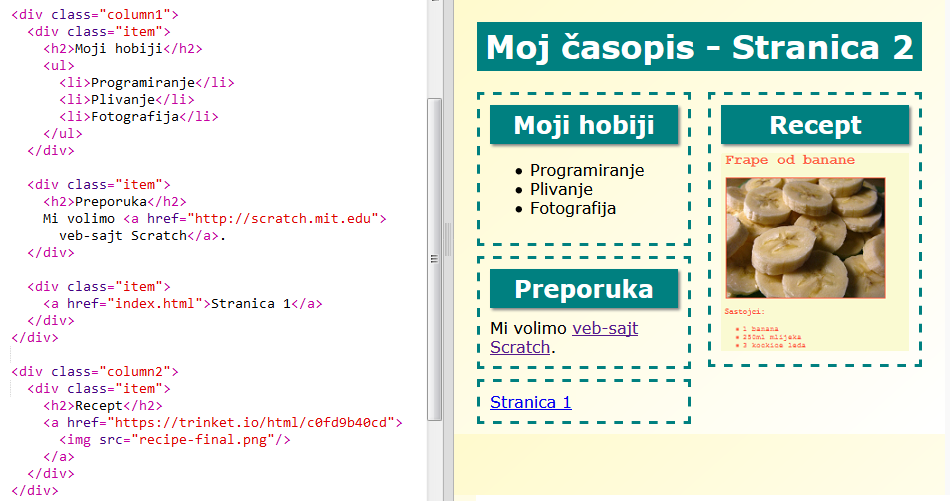 <div class="column1">
<div class="item">
<h2>Moji hobiji</h2>
<ul>
<li>Programiranje</li>
<li>Plivanje</li>
<li>Fotografija</li>
</ul>
</div>
<div class="item">
<h2>Preporuka</h2>
Mi volimo <a href="http://scratch.mit.edu">
veb-sajt Scratch</a>.
</div>
<div class="item">
<a href="index.html">Stranica 1</a>
</div>
</div>
<div class="column2">
<div class="item">
<h2>Recept</h2>
<a href="https://trinket.io/html/c0fd9b40cd">
<img src="recipe-final.png"/>
</a>
</div>
</div>
Moj časopis - Stranica 2
Moji hobiji
• Programiranje
• Plivanje
• Fotografija
Preporuka
Mi volimo veb-sajt
Scratch.
Stranica 1
Recept
Frape od banane
Sastojci:
1 banana
250ml mlijeka
3 kockice leda